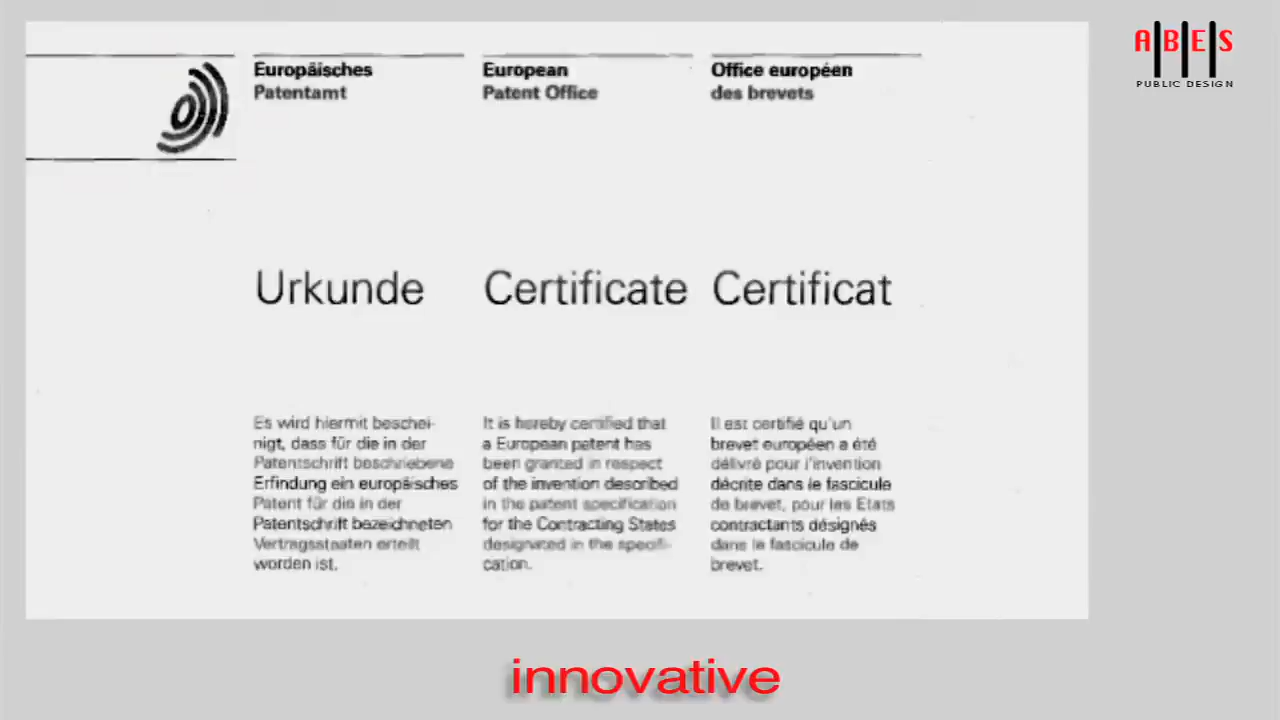 Europäisches
Patentamt
European
Patent Office
Office européen
des brevets
Urkunde
Certificate
Certificat
Es wird hiermit beschei-
nigt, dass für die in der
Patentschrift beschriebene
Erfindung ein europäisches
Patent für die in der
Patentschrift bezeichneten
Vertragsstaaten erteilt
worden ist.
It is hereby certified that
a European patent has
been granted in respect
of the invention described
in the patent specification
for the Contracting States
designated in the specifi-
cation.
Il est certifié qu'un
brevet européen a été
délivré pour l'invention
décrite dans le fascicule
de brevet, pour les Etats
contractants désignés
dans le fascicule de
brevet.
ABES
PUBLIC DESIGN
innovative